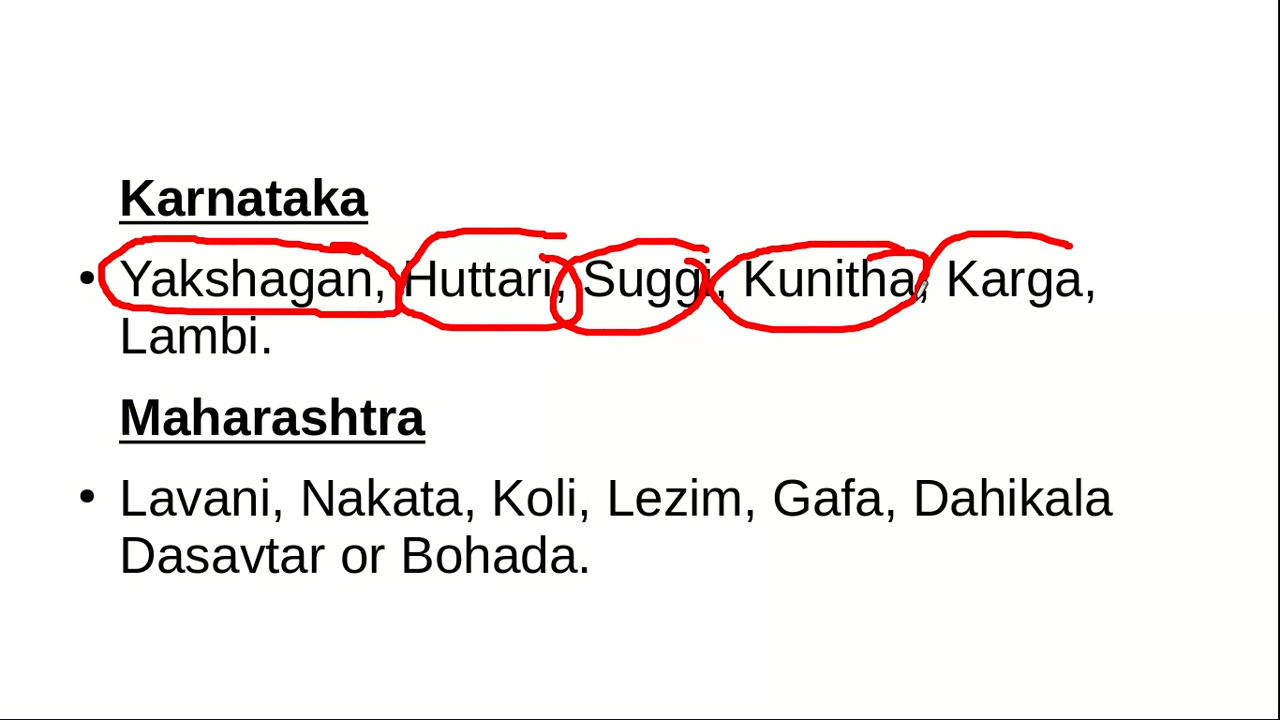 Karnataka
• Yakshagan, Huttari, Suggi, Kunitha, Karga,
Lambi.
Maharashtra
• Lavani, Nakata, Koli, Lezim, Gafa, Dahikala
Dasavtar or Bohada.